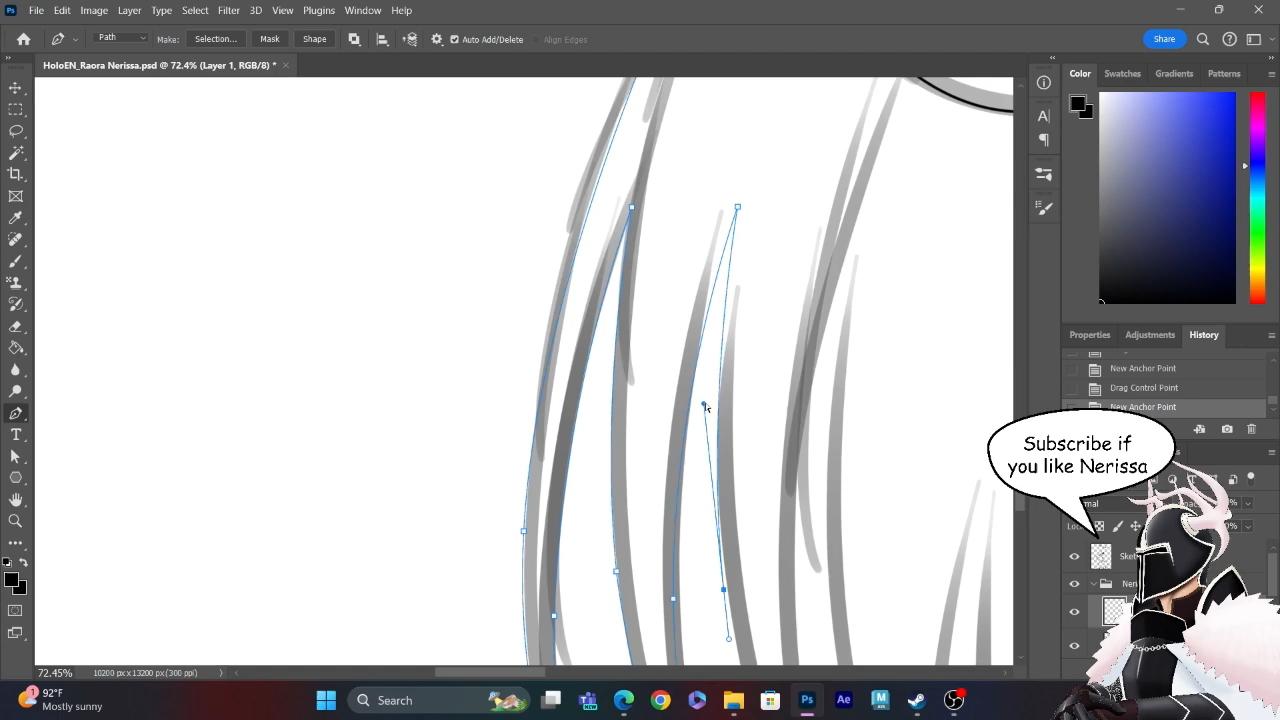 File Edit Image Layer Type Select Filter 3D View Plugins Window Help
Path Make: Selection... Mask Shape Auto Add/Delete Align Edges Share
HoloEN_Raora Nerissa.psd @ 72.4% (Layer 1, RGB/8) *
Color Swatches Gradients Patterns
Properties Adjustments History
New Anchor Point
Drag Control Point
New Anchor Point
Subscribe if
you like Nerissa
72.45% 10200 px x 13200 px (300 ppi)
92°F
Mostly sunny
Search